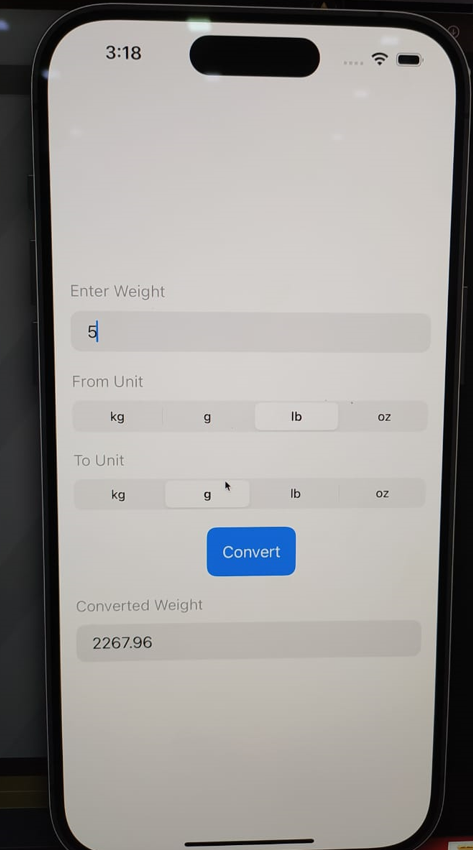 3:18
Enter Weight
5
From Unit
kg g lb oz
To Unit
kg g lb oz
Convert
Converted Weight
2267.96